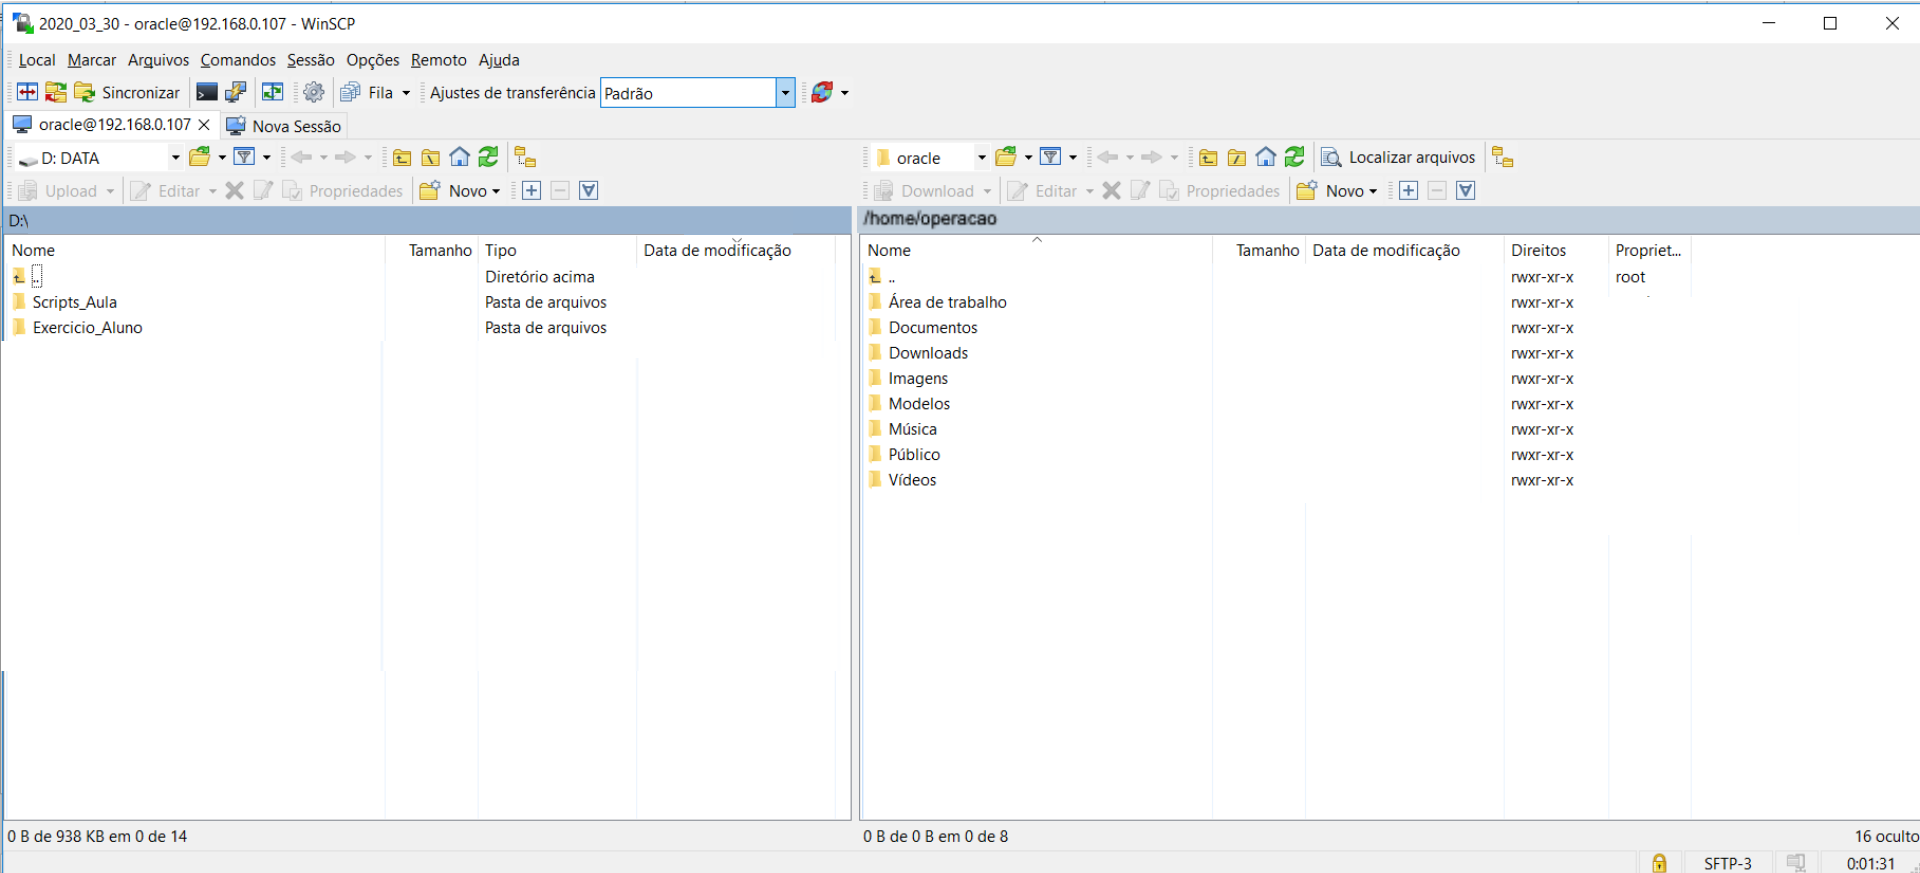 2020_03_30 - oracle@192.168.0.107 - WinSCP
Local Marcar Arquivos Comandos Sessão Opções Remoto Ajuda
Sincronizar Fila Ajustes de transferência Padrão
oracle@192.168.0.107 Nova Sessão
D: DATA
Upload Editar Propriedades Novo
D:\
Nome Tamanho Tipo Data de modificação
.. Diretório acima
Scripts_Aula Pasta de arquivos
Exercicio_Aluno Pasta de arquivos
0 B de 938 KB em 0 de 14
oracle Localizar arquivos
Download Editar Propriedades Novo
/home/operacao
Nome Tamanho Data de modificação Direitos Propriet...
.. rwxr-xr-x root
Área de trabalho rwxr-xr-x
Documentos rwxr-xr-x
Downloads rwxr-xr-x
Imagens rwxr-xr-x
Modelos rwxr-xr-x
Música rwxr-xr-x
Público rwxr-xr-x
Vídeos rwxr-xr-x
0 B de 0 B em 0 de 8
16 oculto
SFTP-3 0:01:31